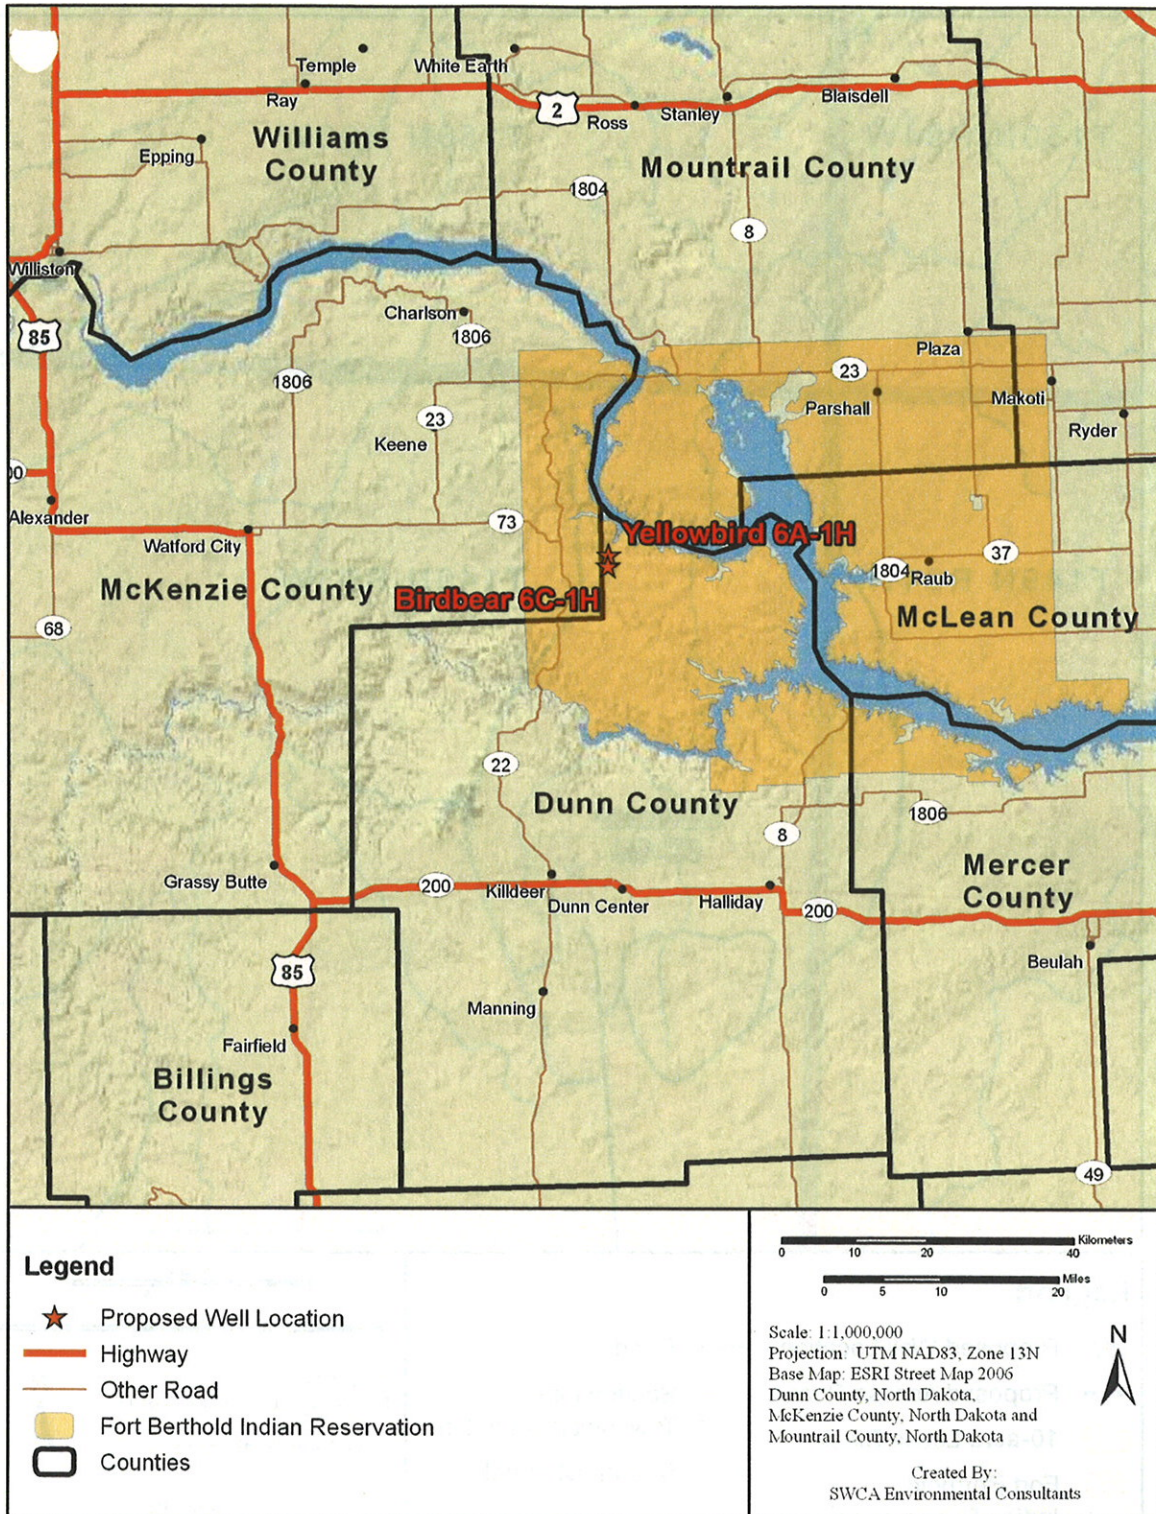 Temple
White Earth
Ray
2
Ross
Stanley
Blaisdell
Williams
County
Epping
Mountrail County
1804
8
Williston
85
Charlson
1806
1806
Plaza
23
Parshall
Makoti
23
Keene
Ryder
00
Alexander
73
Watford City
Yellowbird 6A-1H
37
1804
Raub
McKenzie County
Birdbear 6C-1H
McLean County
68
22
Dunn County
1806
8
Mercer
County
Grassy Butte
200
Killdeer
Dunn Center
Halliday
200
Beulah
85
Manning
Fairfield
Billings
County
49
Legend
Proposed Well Location
Highway
Other Road
Fort Berthold Indian Reservation
Counties
Kilometers
0 10 20 40
Miles
0 5 10 20
Scale: 1:1,000,000
Projection: UTM NAD83, Zone 13N
Base Map: ESRI Street Map 2006
Dunn County, North Dakota,
McKenzie County, North Dakota and
Mountrail County, North Dakota
N
Created By:
SWCA Environmental Consultants